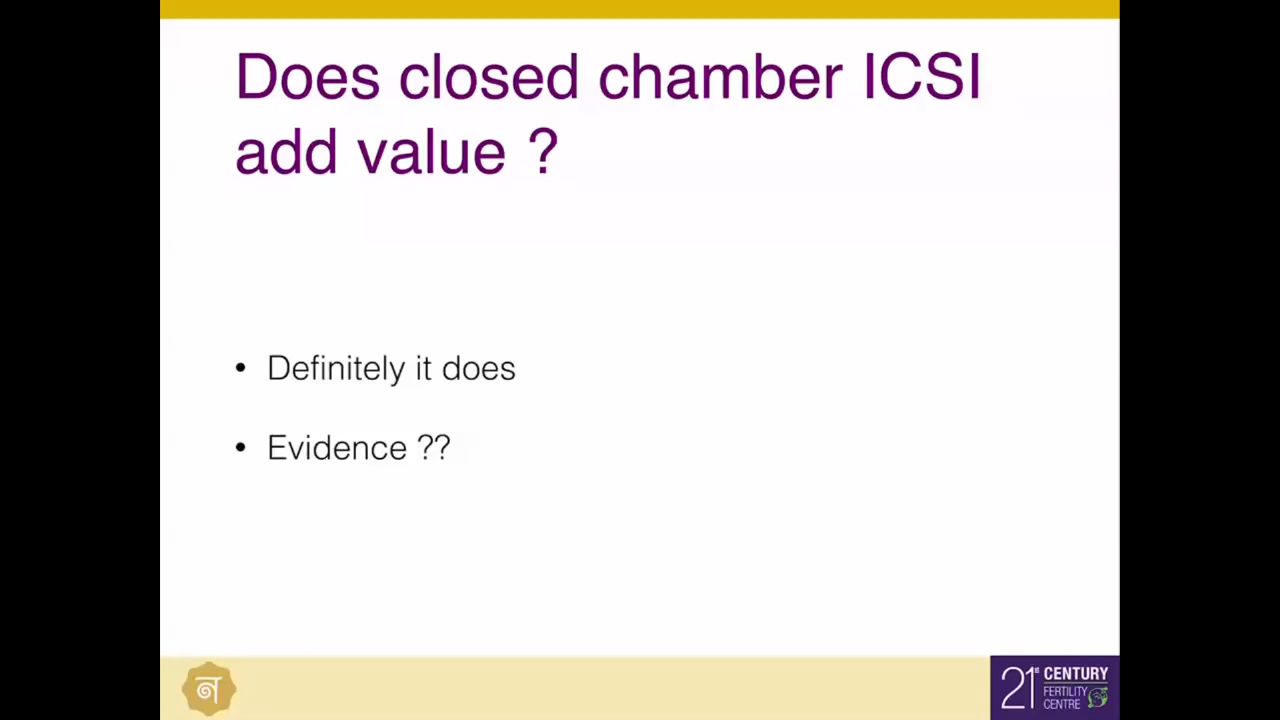 Does closed chamber ICSI
add value ?
• Definitely it does
• Evidence ??
ন
21st CENTURY
FERTILITY
CENTRE